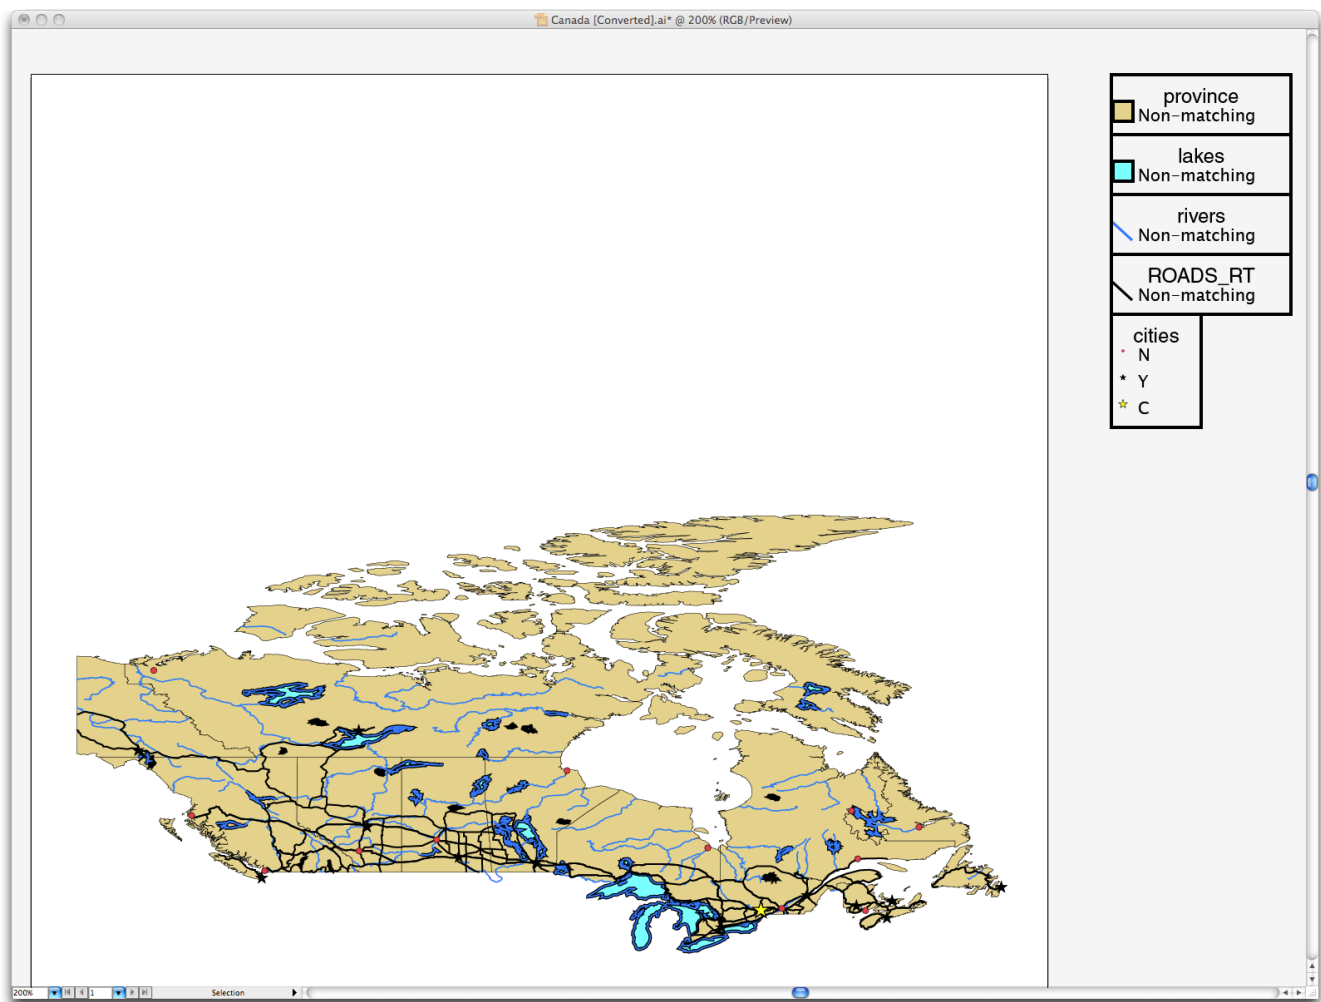 Canada [Converted].ai* @ 200% (RGB/Preview)
province
Non-matching
lakes
Non-matching
rivers
Non-matching
ROADS_RT
Non-matching
cities
N
Y
C
200%
1
Selection